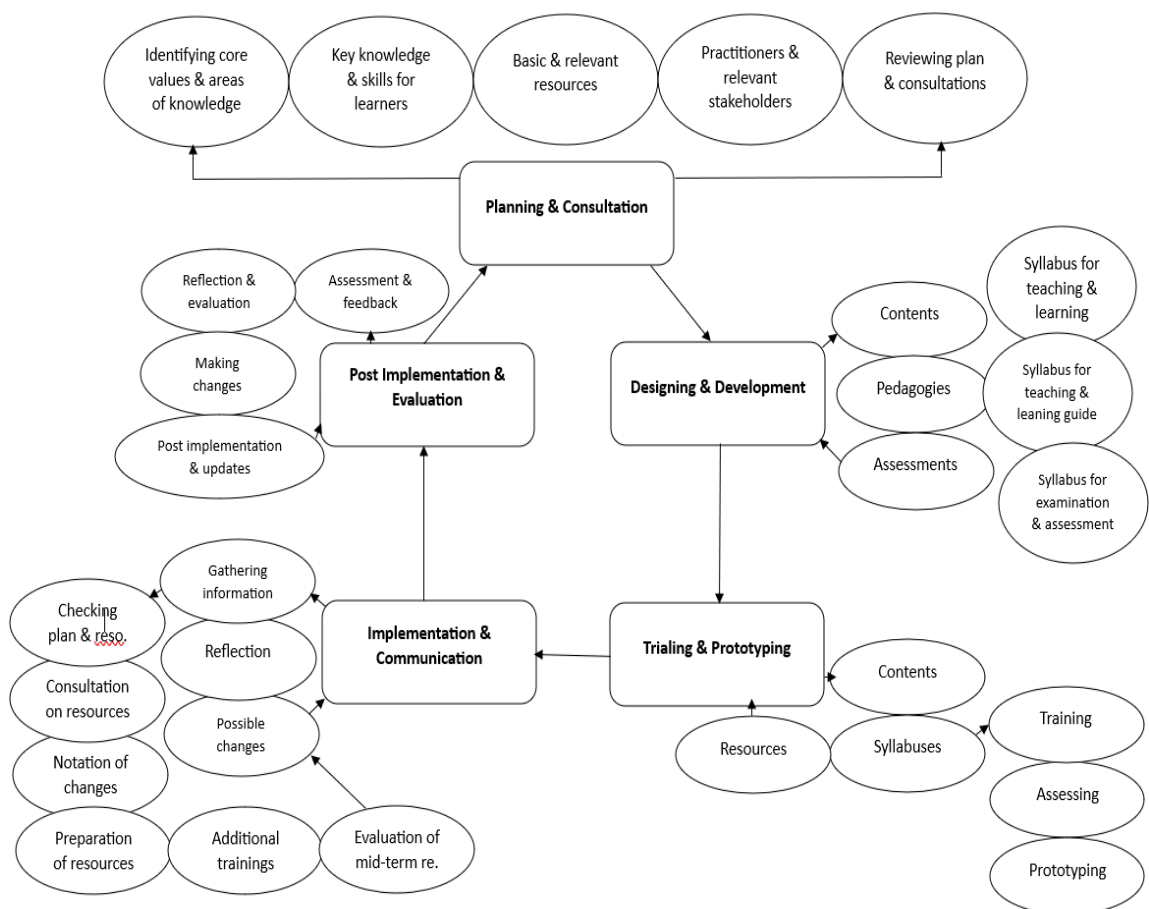 Identifying core
values & areas
of knowledge
Key knowledge
& skills for
learners
Basic & relevant
resources
Practitioners &
relevant
stakeholders
Reviewing plan
& consultations
Planning & Consultation
Reflection &
evaluation
Assessment &
feedback
Making
changes
Post implementation
& updates
Post Implementation &
Evaluation
Designing & Development
Contents
Pedagogies
Assessments
Syllabus for
teaching &
learning
Syllabus for
teaching &
leaning guide
Syllabus for
examination
& assessment
Gathering
information
Reflection
Possible
changes
Checking
plan & reso.
Consultation
on resources
Notation of
changes
Preparation
of resources
Additional
trainings
Evaluation of
mid-term re.
Implementation &
Communication
Trialing & Prototyping
Contents
Resources
Syllabuses
Training
Assessing
Prototyping